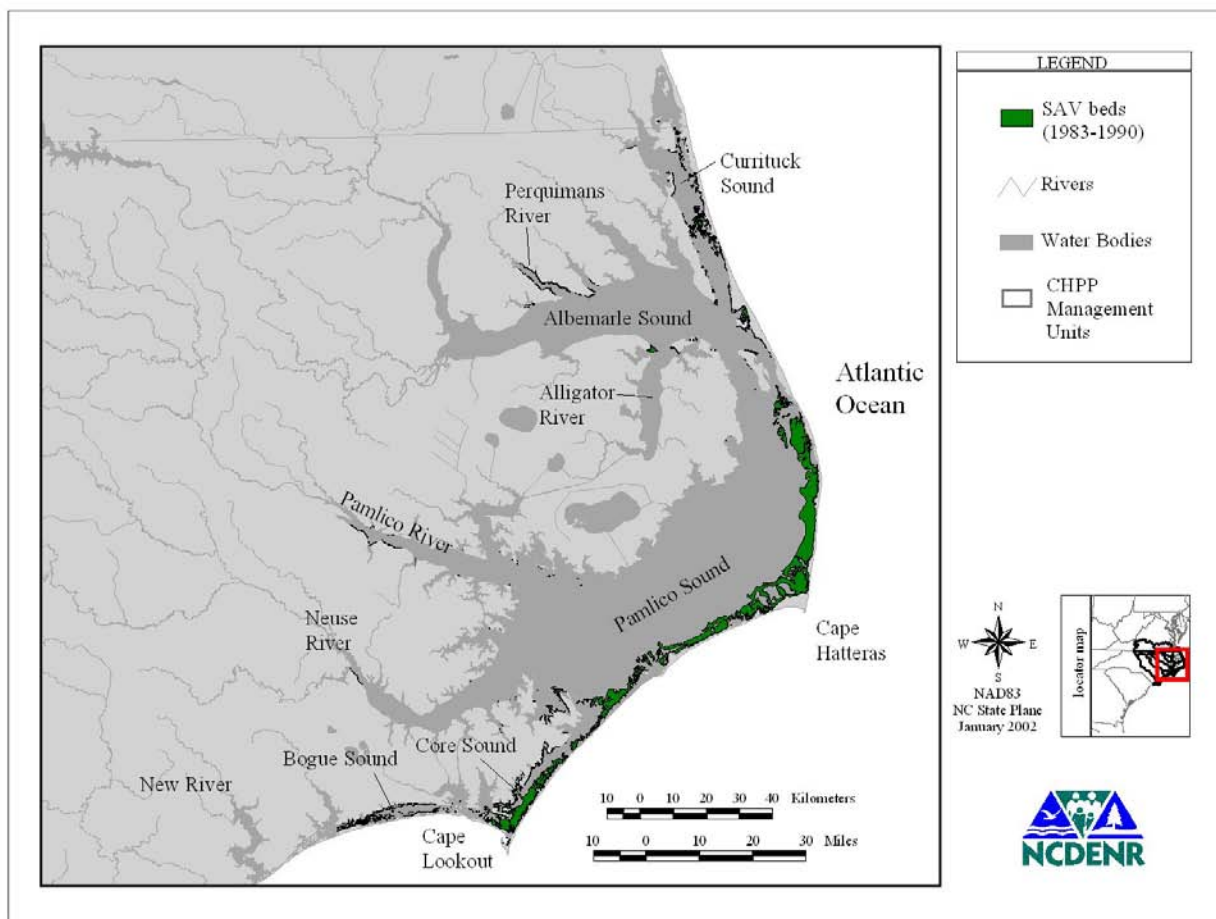 LEGEND
SAV beds
(1983-1990)
Rivers
Water Bodies
CHPP
Management
Units
Currituck
Sound
Perquimans
River
Albemarle Sound
Alligator
River
Atlantic
Ocean
Pamlico River
Pamlico Sound
Neuse
River
Cape
Hatteras
Core Sound
Bogue Sound
New River
Cape
Lookout
10 0 10 20 30 40 Kilometers
10 0 10 20 30 Miles
N
W E
S
NAD83
NC State Plane
January 2002
locator map
NCDENR